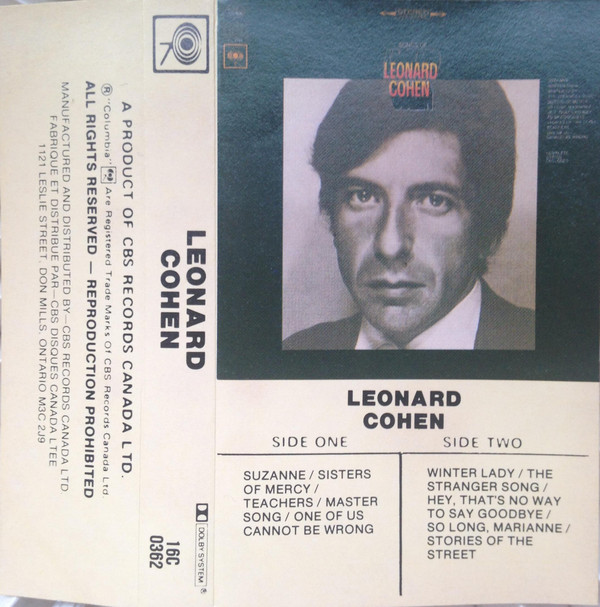 STEREO
SONGS OF
LEONARD
COHEN
LEONARD
COHEN
SIDE ONE
SUZANNE / SISTERS
OF MERCY /
TEACHERS / MASTER
SONG / ONE OF US
CANNOT BE WRONG
SIDE TWO
WINTER LADY / THE
STRANGER SONG /
HEY, THAT'S NO WAY
TO SAY GOODBYE /
SO LONG, MARIANNE /
STORIES OF THE
STREET
LEONARD
COHEN
DOLBY SYSTEM ®
16C
0362
A PRODUCT OF CBS RECORDS CANADA LTD.
® "Columbia" Are Registered Trade Marks Of CBS Records Canada Ltd.
ALL RIGHTS RESERVED — REPRODUCTION PROHIBITED
MANUFACTURED AND DISTRIBUTED BY—CBS RECORDS CANADA LTD
FABRIQUE ET DISTRIBUE PAR—CBS DISQUES CANADA LTEE
1121 LESLIE STREET, DON MILLS, ONTARIO M3C 2J9